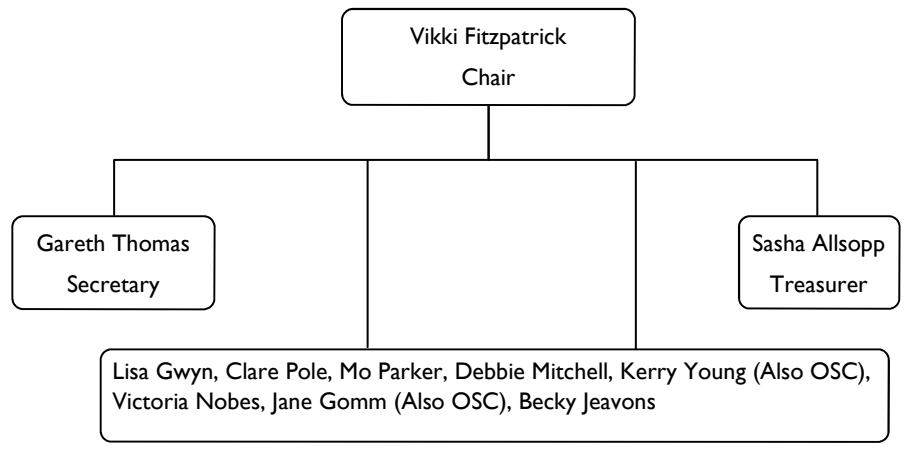 Vikki Fitzpatrick
Chair
Gareth Thomas
Secretary
Sasha Allsopp
Treasurer
Lisa Gwyn, Clare Pole, Mo Parker, Debbie Mitchell, Kerry Young (Also OSC),
Victoria Nobes, Jane Gomm (Also OSC), Becky Jeavons